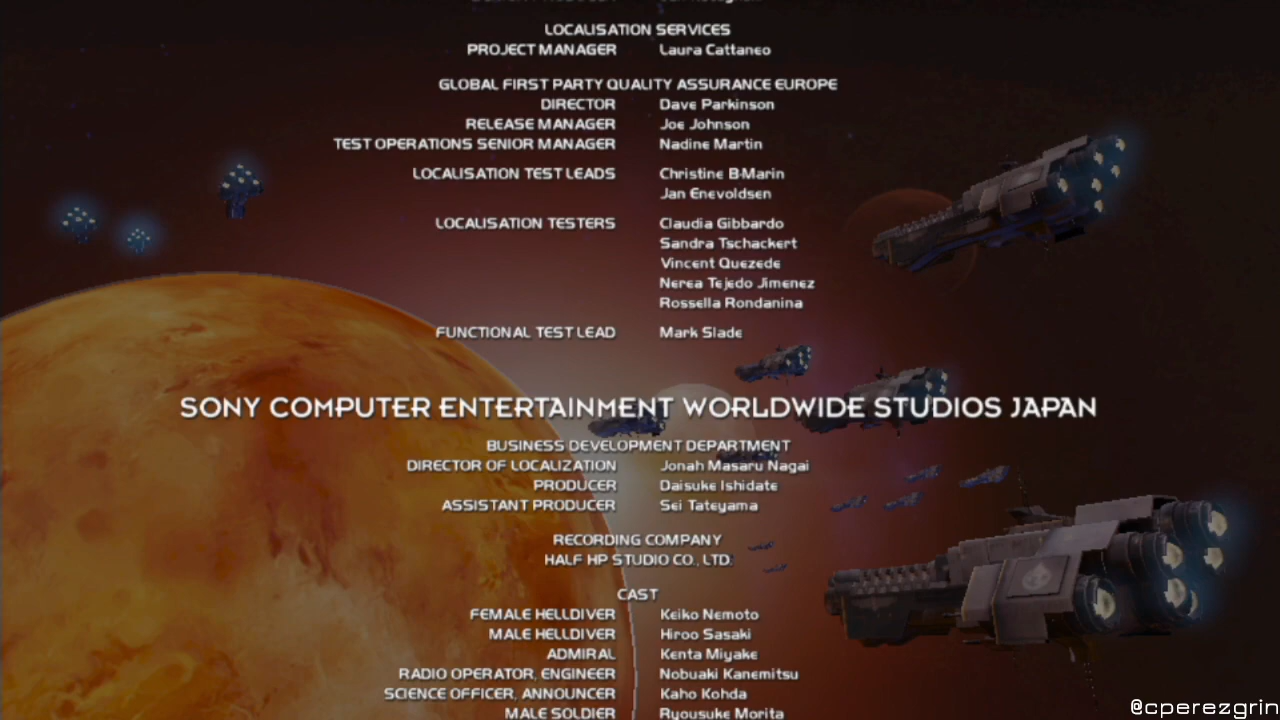 LOCALISATION SERVICES
PROJECT MANAGER Laura Cattaneo
GLOBAL FIRST PARTY QUALITY ASSURANCE EUROPE
DIRECTOR Dave Parkinson
RELEASE MANAGER Joe Johnson
TEST OPERATIONS SENIOR MANAGER Nadine Martin
LOCALISATION TEST LEADS Christine B-Marin
Jan Enevoldsen
LOCALISATION TESTERS Claudia Gibbardo
Sandra Tschackert
Vincent Quezede
Nerea Tejedo Jimenez
Rossella Rondanina
FUNCTIONAL TEST LEAD Mark Slade
SONY COMPUTER ENTERTAINMENT WORLDWIDE STUDIOS JAPAN
BUSINESS DEVELOPMENT DEPARTMENT
DIRECTOR OF LOCALIZATION Jonah Masaru Nagai
PRODUCER Daisuke Ishidate
ASSISTANT PRODUCER Sei Tateyama
RECORDING COMPANY
HALF HP STUDIO CO., LTD.
CAST
FEMALE HELLDIVER Keiko Nemoto
MALE HELLDIVER Hiroo Sasaki
ADMIRAL Kenta Miyake
RADIO OPERATOR, ENGINEER Nobuaki Kanemitsu
SCIENCE OFFICER, ANNOUNCER Kaho Kohda
MALE SOLDIER Ryousuke Morita
@cperezgrin